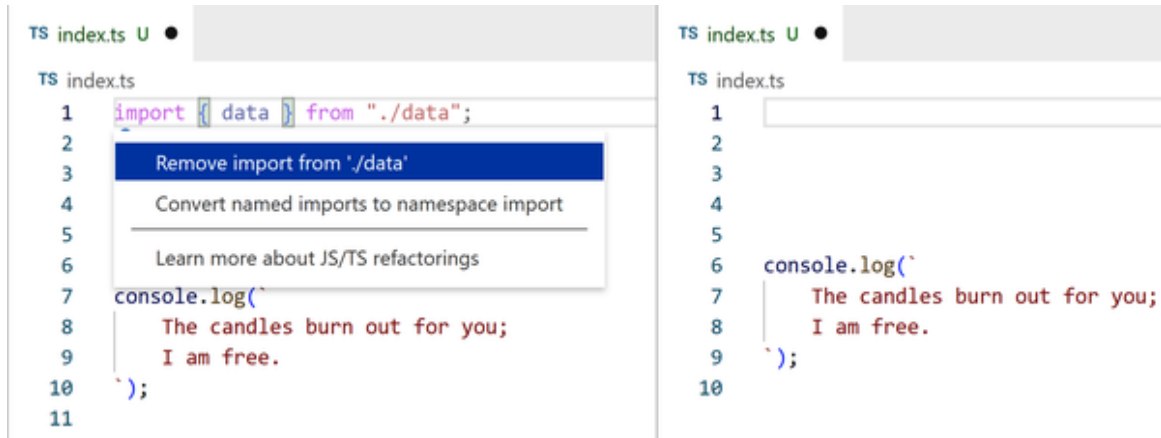 TS index.ts U ●
TS index.ts
1 import { data } from "./data";
2
3 Remove import from './data'
4 Convert named imports to namespace import
5
6 Learn more about JS/TS refactorings
7 console.log(`
8 The candles burn out for you;
9 I am free.
10 `);
11
TS index.ts U ●
TS index.ts
1
2
3
4
5
6 console.log(`
7 The candles burn out for you;
8 I am free.
9 `);
10